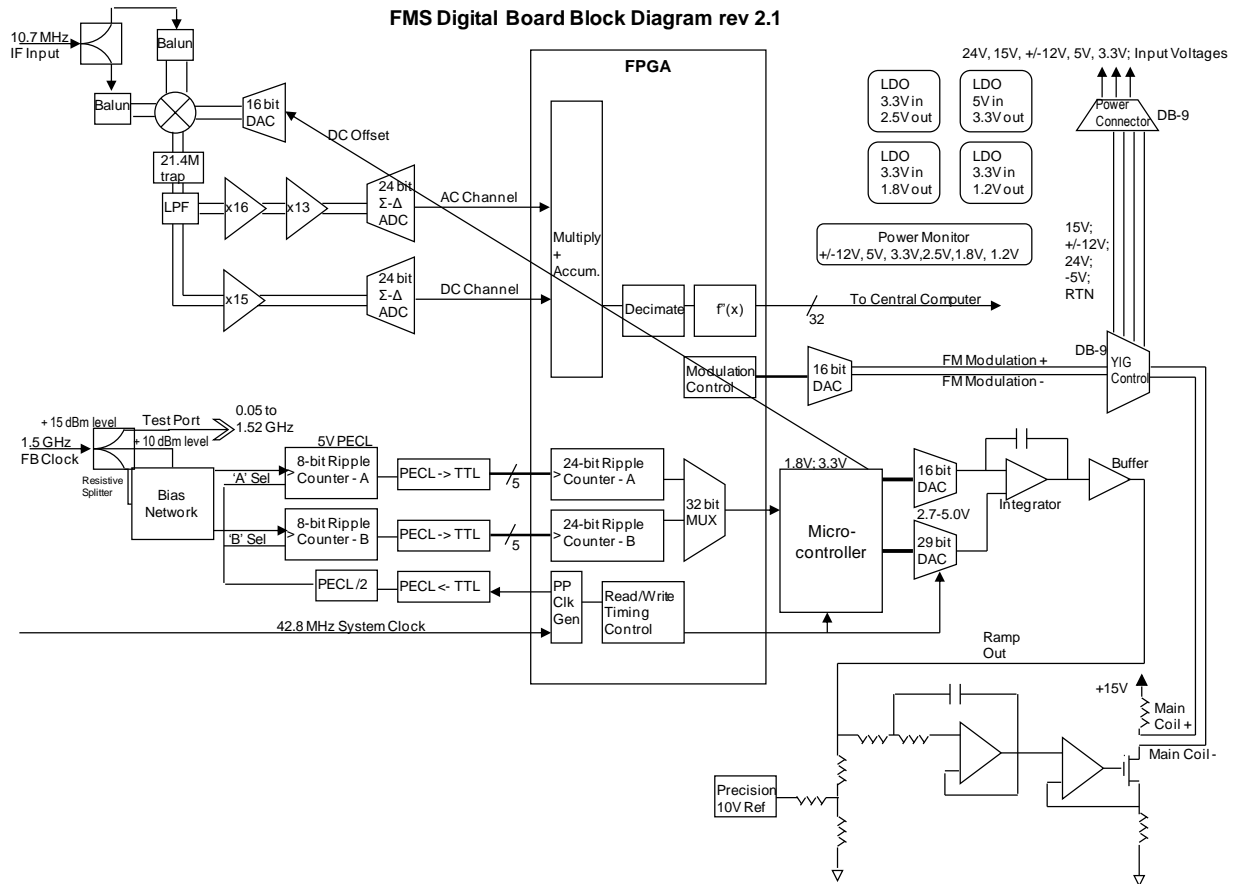 FMS Digital Board Block Diagram rev 2.1
10.7 MHz
IF Input
Balun
Balun
16 bit
DAC
DC Offset
21.4M
trap
LPF
x16
x13
24 bit
Σ-Δ
ADC
AC Channel
x15
24 bit
Σ-Δ
ADC
DC Channel
FPGA
Multiply
+
Accum.
Decimate
f"(x)
32
To Central Computer
Modulation
Control
16 bit
DAC
FM Modulation +
FM Modulation -
LDO
3.3V in
2.5V out
LDO
5V in
3.3V out
LDO
3.3V in
1.8V out
LDO
3.3V in
1.2V out
Power Monitor
+/-12V, 5V, 3.3V,2.5V,1.8V, 1.2V
24V, 15V, +/-12V, 5V, 3.3V; Input Voltages
Power
Connector
DB-9
15V;
+/-12V;
24V;
-5V;
RTN
DB-9
YIG
Control
+ 15 dBm level
Test Port
0.05 to
1.52 GHz
1.5 GHz
FB Clock
+ 10 dBm level
Resistive
Splitter
Bias
Network
'A' Sel
'B' Sel
5V PECL
> 8-bit Ripple
Counter - A
PECL -> TTL
5
> 24-bit Ripple
Counter - A
> 8-bit Ripple
Counter - B
PECL -> TTL
5
> 24-bit Ripple
Counter - B
32 bit
MUX
PECL /2
PECL <- TTL
PP
Clk
Gen
Read/Write
Timing
Control
42.8 MHz System Clock
1.8V; 3.3V
Micro-
controller
16 bit
DAC
2.7-5.0V
29 bit
DAC
Integrator
Buffer
Ramp
Out
+15V
Main
Coil +
Main Coil -
Precision
10V Ref